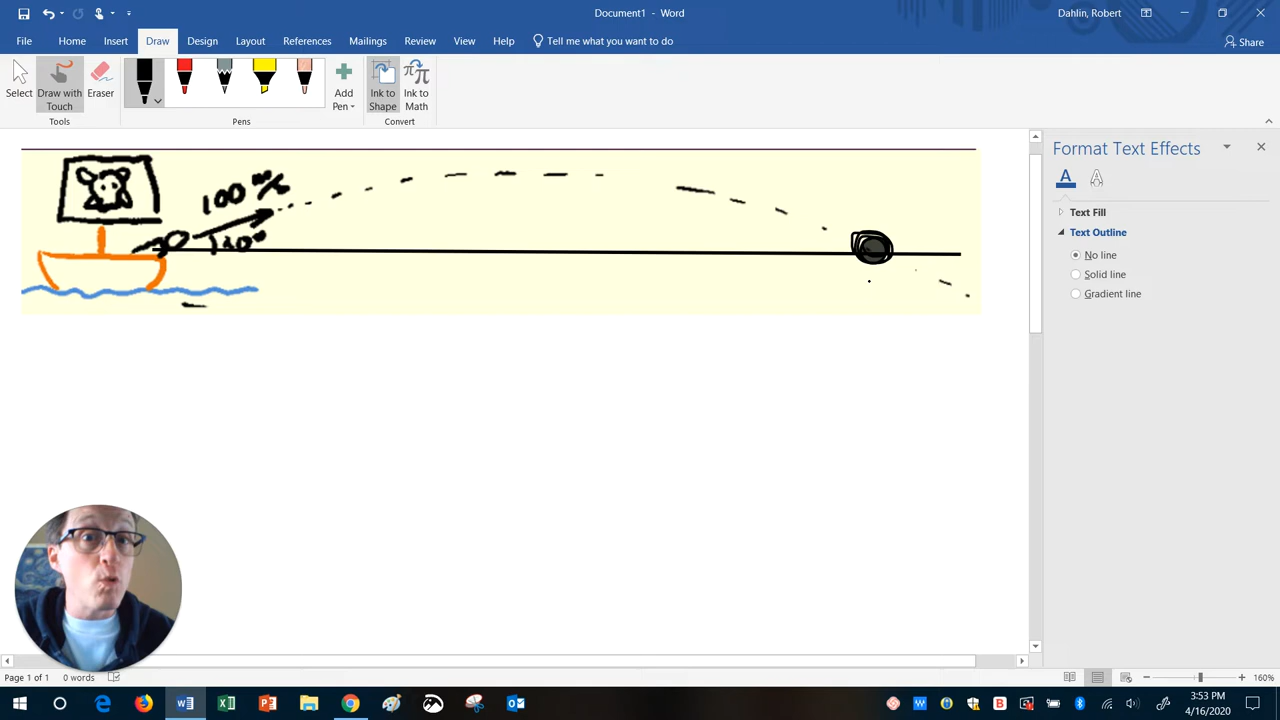 Document1 - Word
Dahlin, Robert
File Home Insert Draw Design Layout References Mailings Review View Help Tell me what you want to do Share
Select Draw with Touch Eraser Add Pen Ink to Shape Ink to Math
Tools Pens Convert
Format Text Effects
A A
Text Fill
Text Outline
No line
Solid line
Gradient line
100 m/s
Page 1 of 1 0 words 160%
3:53 PM
4/16/2020